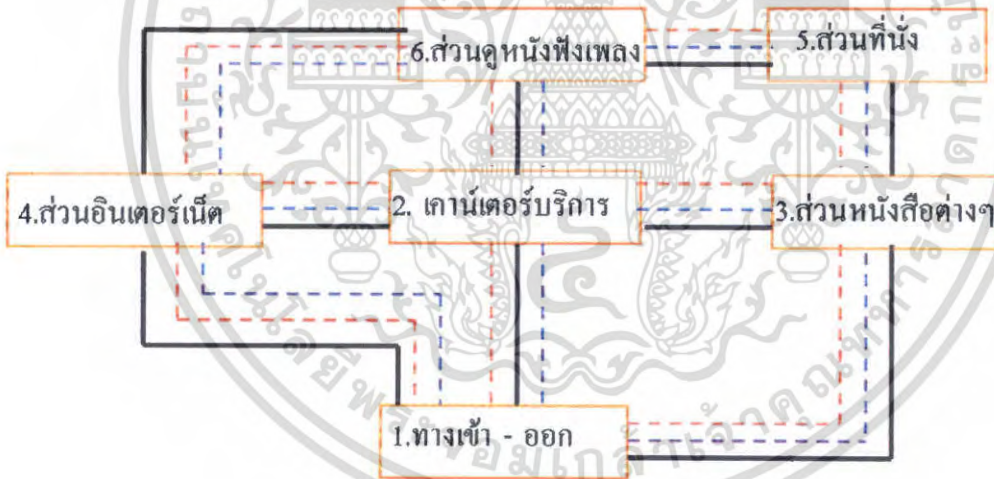 6.ส่วนดูหนังฟังเพลง
5.ส่วนที่นั่ง
4.ส่วนอินเตอร์เน็ต
2. เคาน์เตอร์บริการ
3.ส่วนหนังสือต่างๆ
1.ทางเข้า - ออก